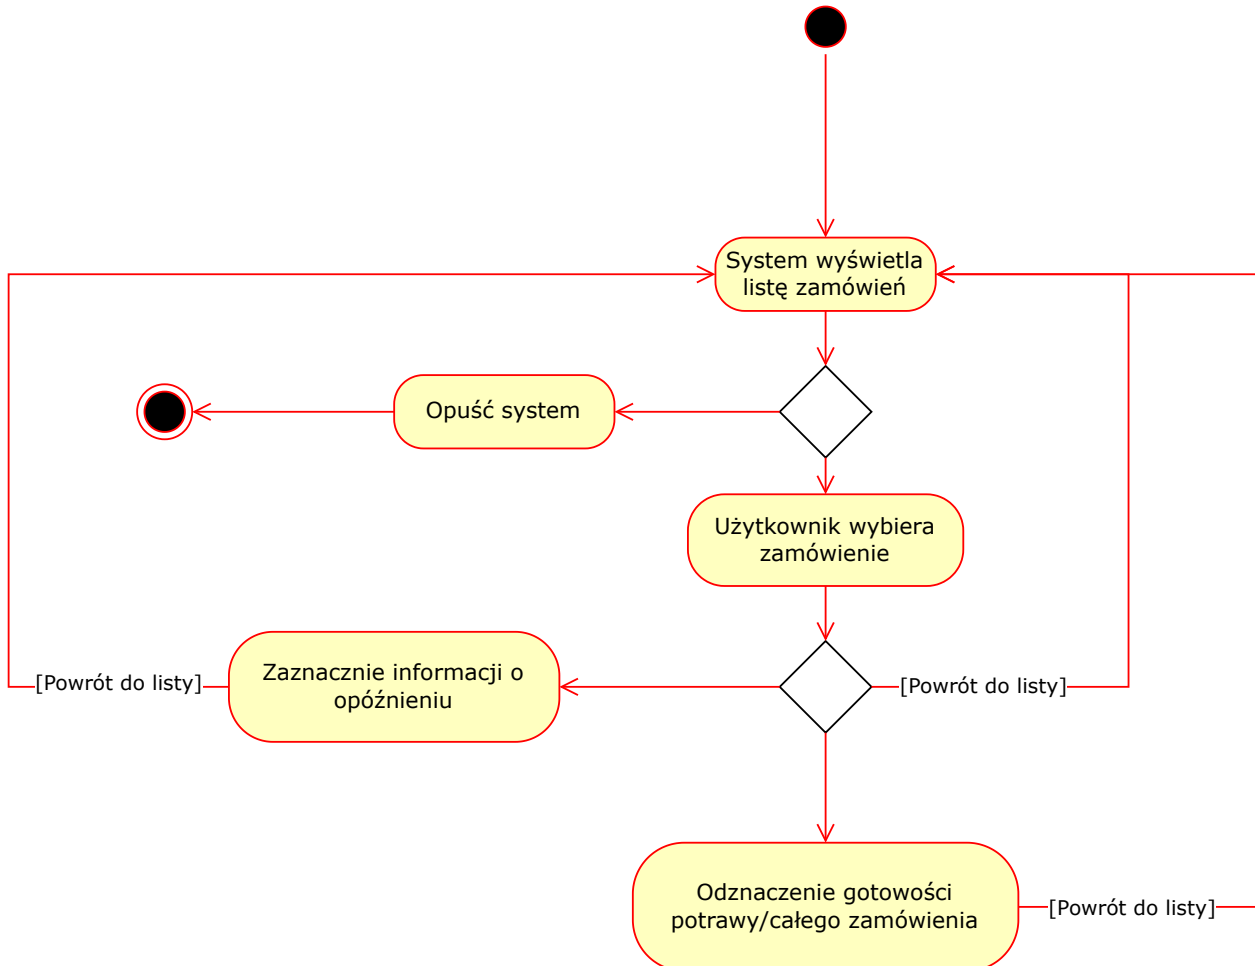 System wyświetla
listę zamówień
Opuść system
Użytkownik wybiera
zamówienie
Zaznacznie informacji o
opóźnieniu
[Powrót do listy]
[Powrót do listy]
Odznaczenie gotowości
potrawy/całego zamówienia
[Powrót do listy]